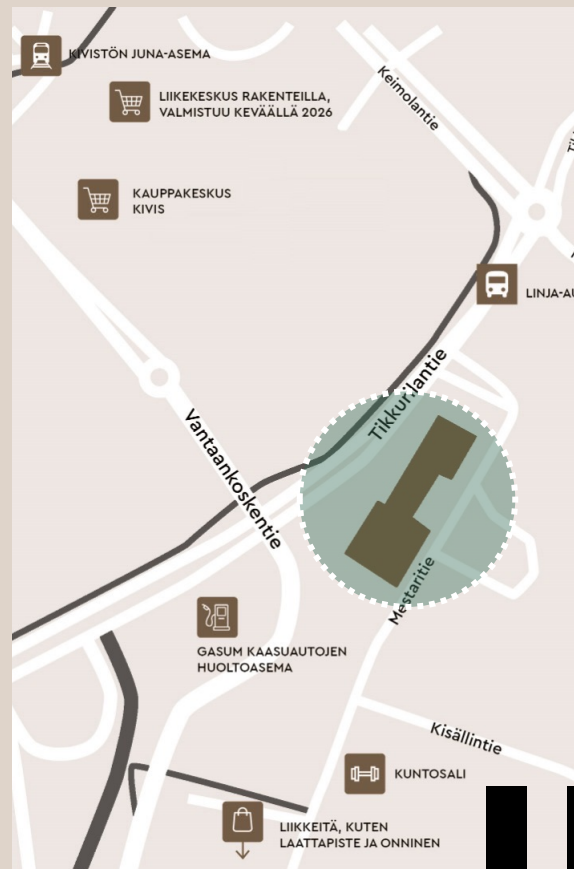 KIVISTÖN JUNA-ASEMA
LIIKEKESKUS RAKENTEILLA,
VALMISTUU KEVÄÄLLÄ 2026
Keimolantie
KAUPPAKESKUS
KIVIS
LINJA-AU
Tikkurilantie
Vantaankoskentie
Mestaritie
GASUM KAASUAUTOJEN
HUOLTOASEMA
Kisällintie
KUNTOSALI
LIIKKEITÄ, KUTEN
LAATTAPISTE JA ONNINEN